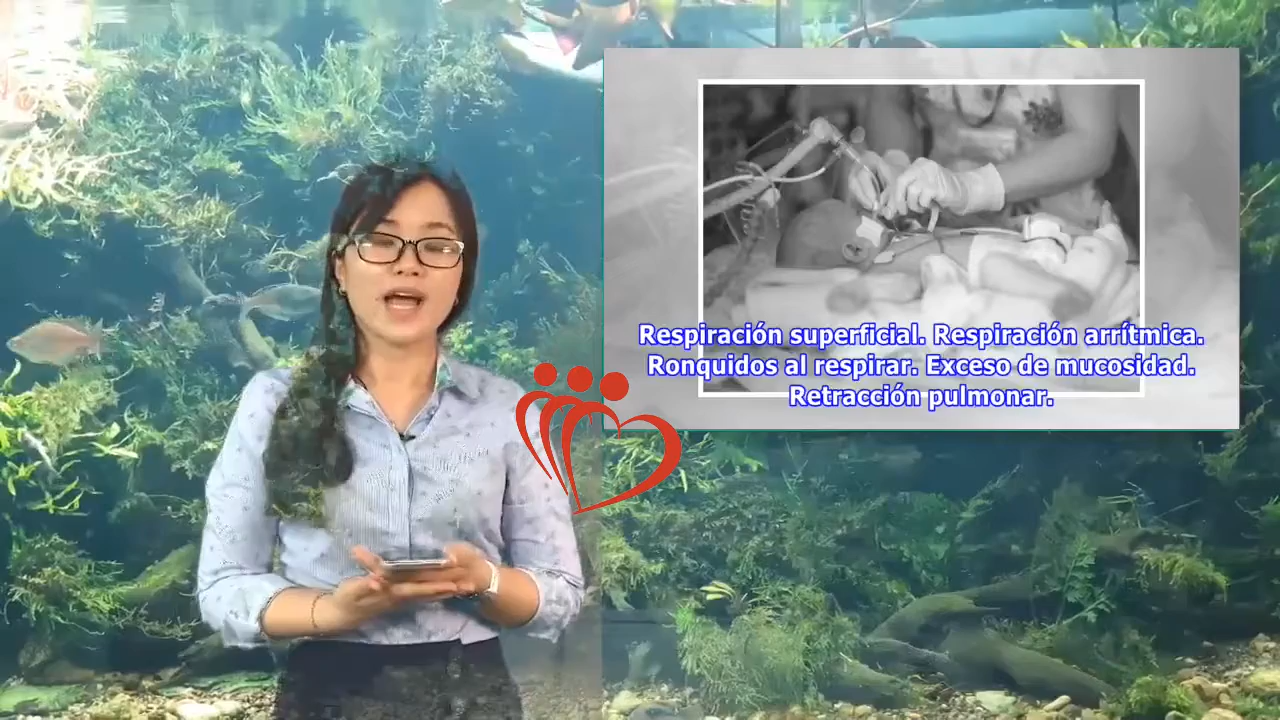 Respiración superficial. Respiración arrítmica.
Ronquidos al respirar. Exceso de mucosidad.
Retracción pulmonar.